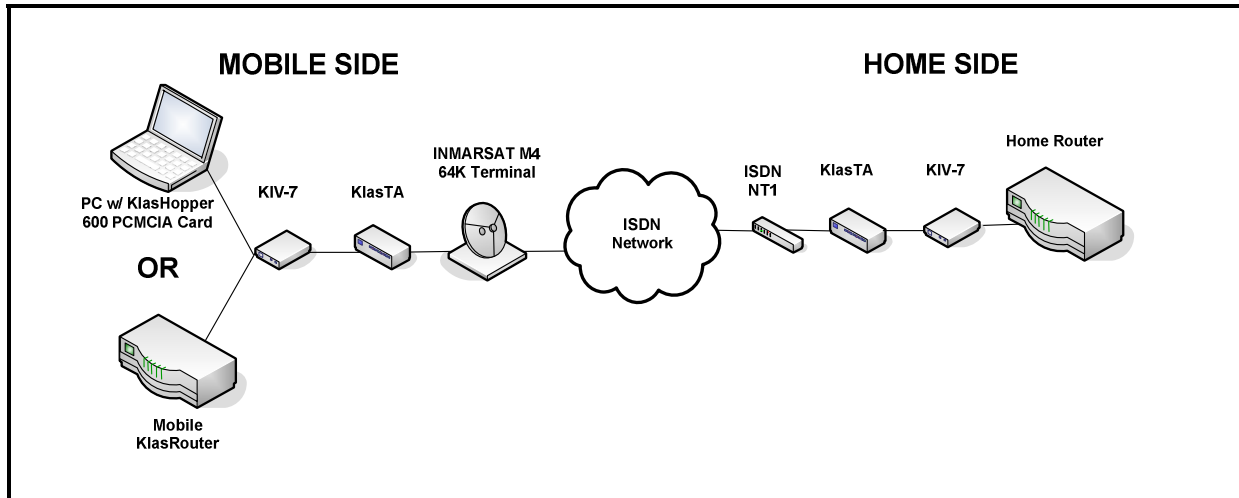 MOBILE SIDE
HOME SIDE
PC w/ KlasHopper
600 PCMCIA Card
OR
Mobile
KlasRouter
KIV-7
KlasTA
INMARSAT M4
64K Terminal
ISDN
Network
ISDN
NT1
KlasTA
KIV-7
Home Router